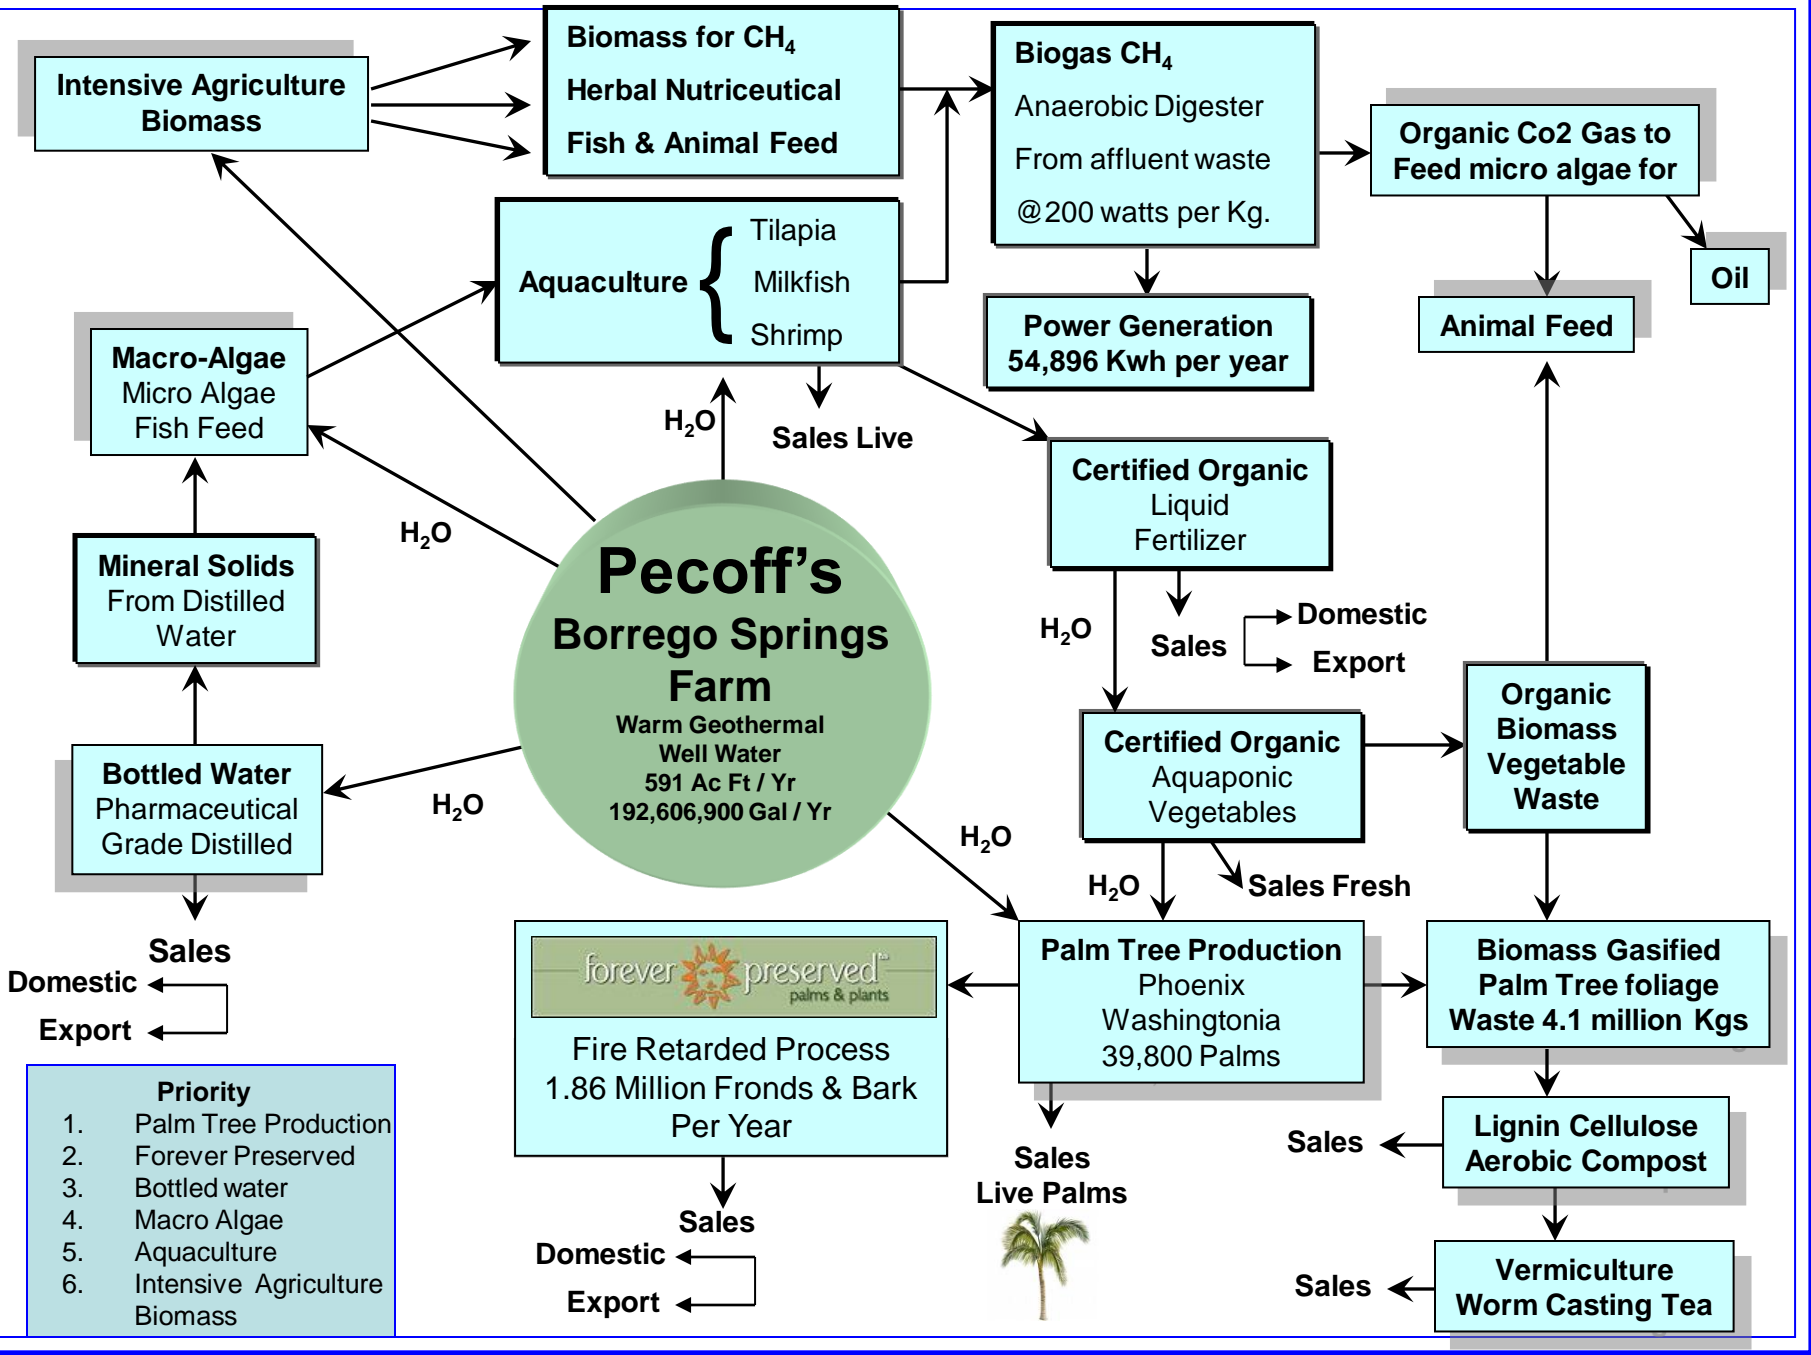 Intensive Agriculture
Biomass
Biomass for CH₄
Herbal Nutriceutical
Fish & Animal Feed
Biogas CH₄
Anaerobic Digester
From affluent waste
@200 watts per Kg.
Organic Co2 Gas to
Feed micro algae for
Oil
Animal Feed
Power Generation
54,896 Kwh per year
Aquaculture {
Tilapia
Milkfish
Shrimp
Macro-Algae
Micro Algae
Fish Feed
H₂O
Sales Live
H₂O
Certified Organic
Liquid
Fertilizer
Mineral Solids
From Distilled
Water
H₂O
Sales
Domestic
Export
Pecoff’s
Borrego Springs
Farm
Warm Geothermal
Well Water
591 Ac Ft / Yr
192,606,900 Gal / Yr
Organic
Biomass
Vegetable
Waste
Certified Organic
Aquaponic
Vegetables
Bottled Water
Pharmaceutical
Grade Distilled
H₂O
H₂O
H₂O
Sales Fresh
Sales
Domestic
Export
forever preserved™
palms & plants
Fire Retarded Process
1.86 Million Fronds & Bark
Per Year
Palm Tree Production
Phoenix
Washingtonia
39,800 Palms
Biomass Gasified
Palm Tree foliage
Waste 4.1 million Kgs
Priority
1. Palm Tree Production
2. Forever Preserved
3. Bottled water
4. Macro Algae
5. Aquaculture
6. Intensive Agriculture
Biomass
Sales
Domestic
Export
Sales
Live Palms
Sales
Lignin Cellulose
Aerobic Compost
Sales
Vermiculture
Worm Casting Tea